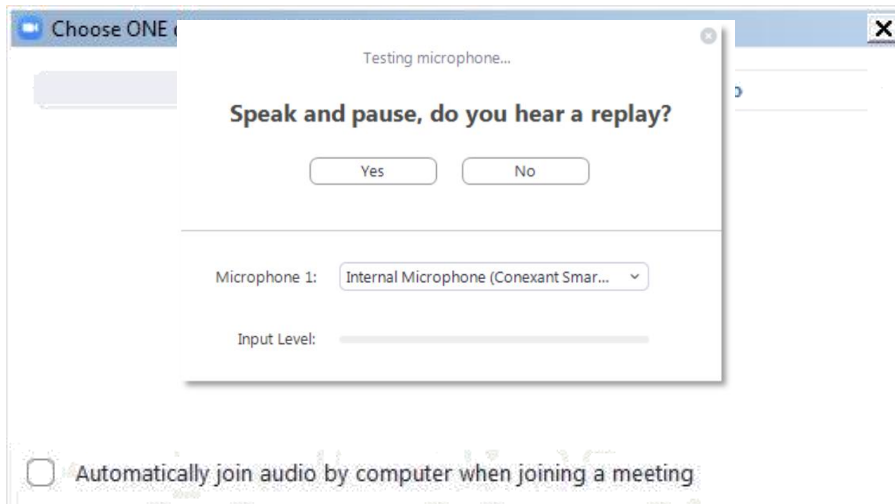 Choose ONE
Testing microphone...
Speak and pause, do you hear a replay?
Yes
No
Microphone 1:
Internal Microphone (Conexant Smar...
Input Level:
Automatically join audio by computer when joining a meeting